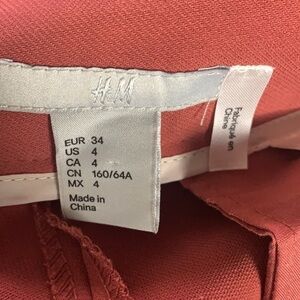 H&M
EUR 34
US 4
CA 4
CN 160/64A
MX 4
Made in
China
Fabriqué en
Chine